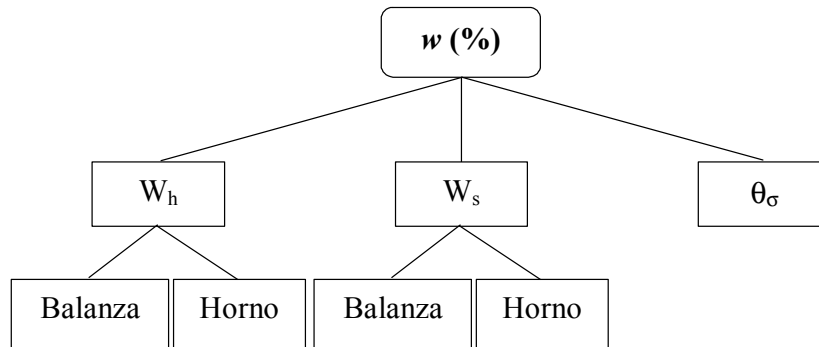 w (%)
Wₕ
Wₛ
θσ
Balanza
Horno
Balanza
Horno